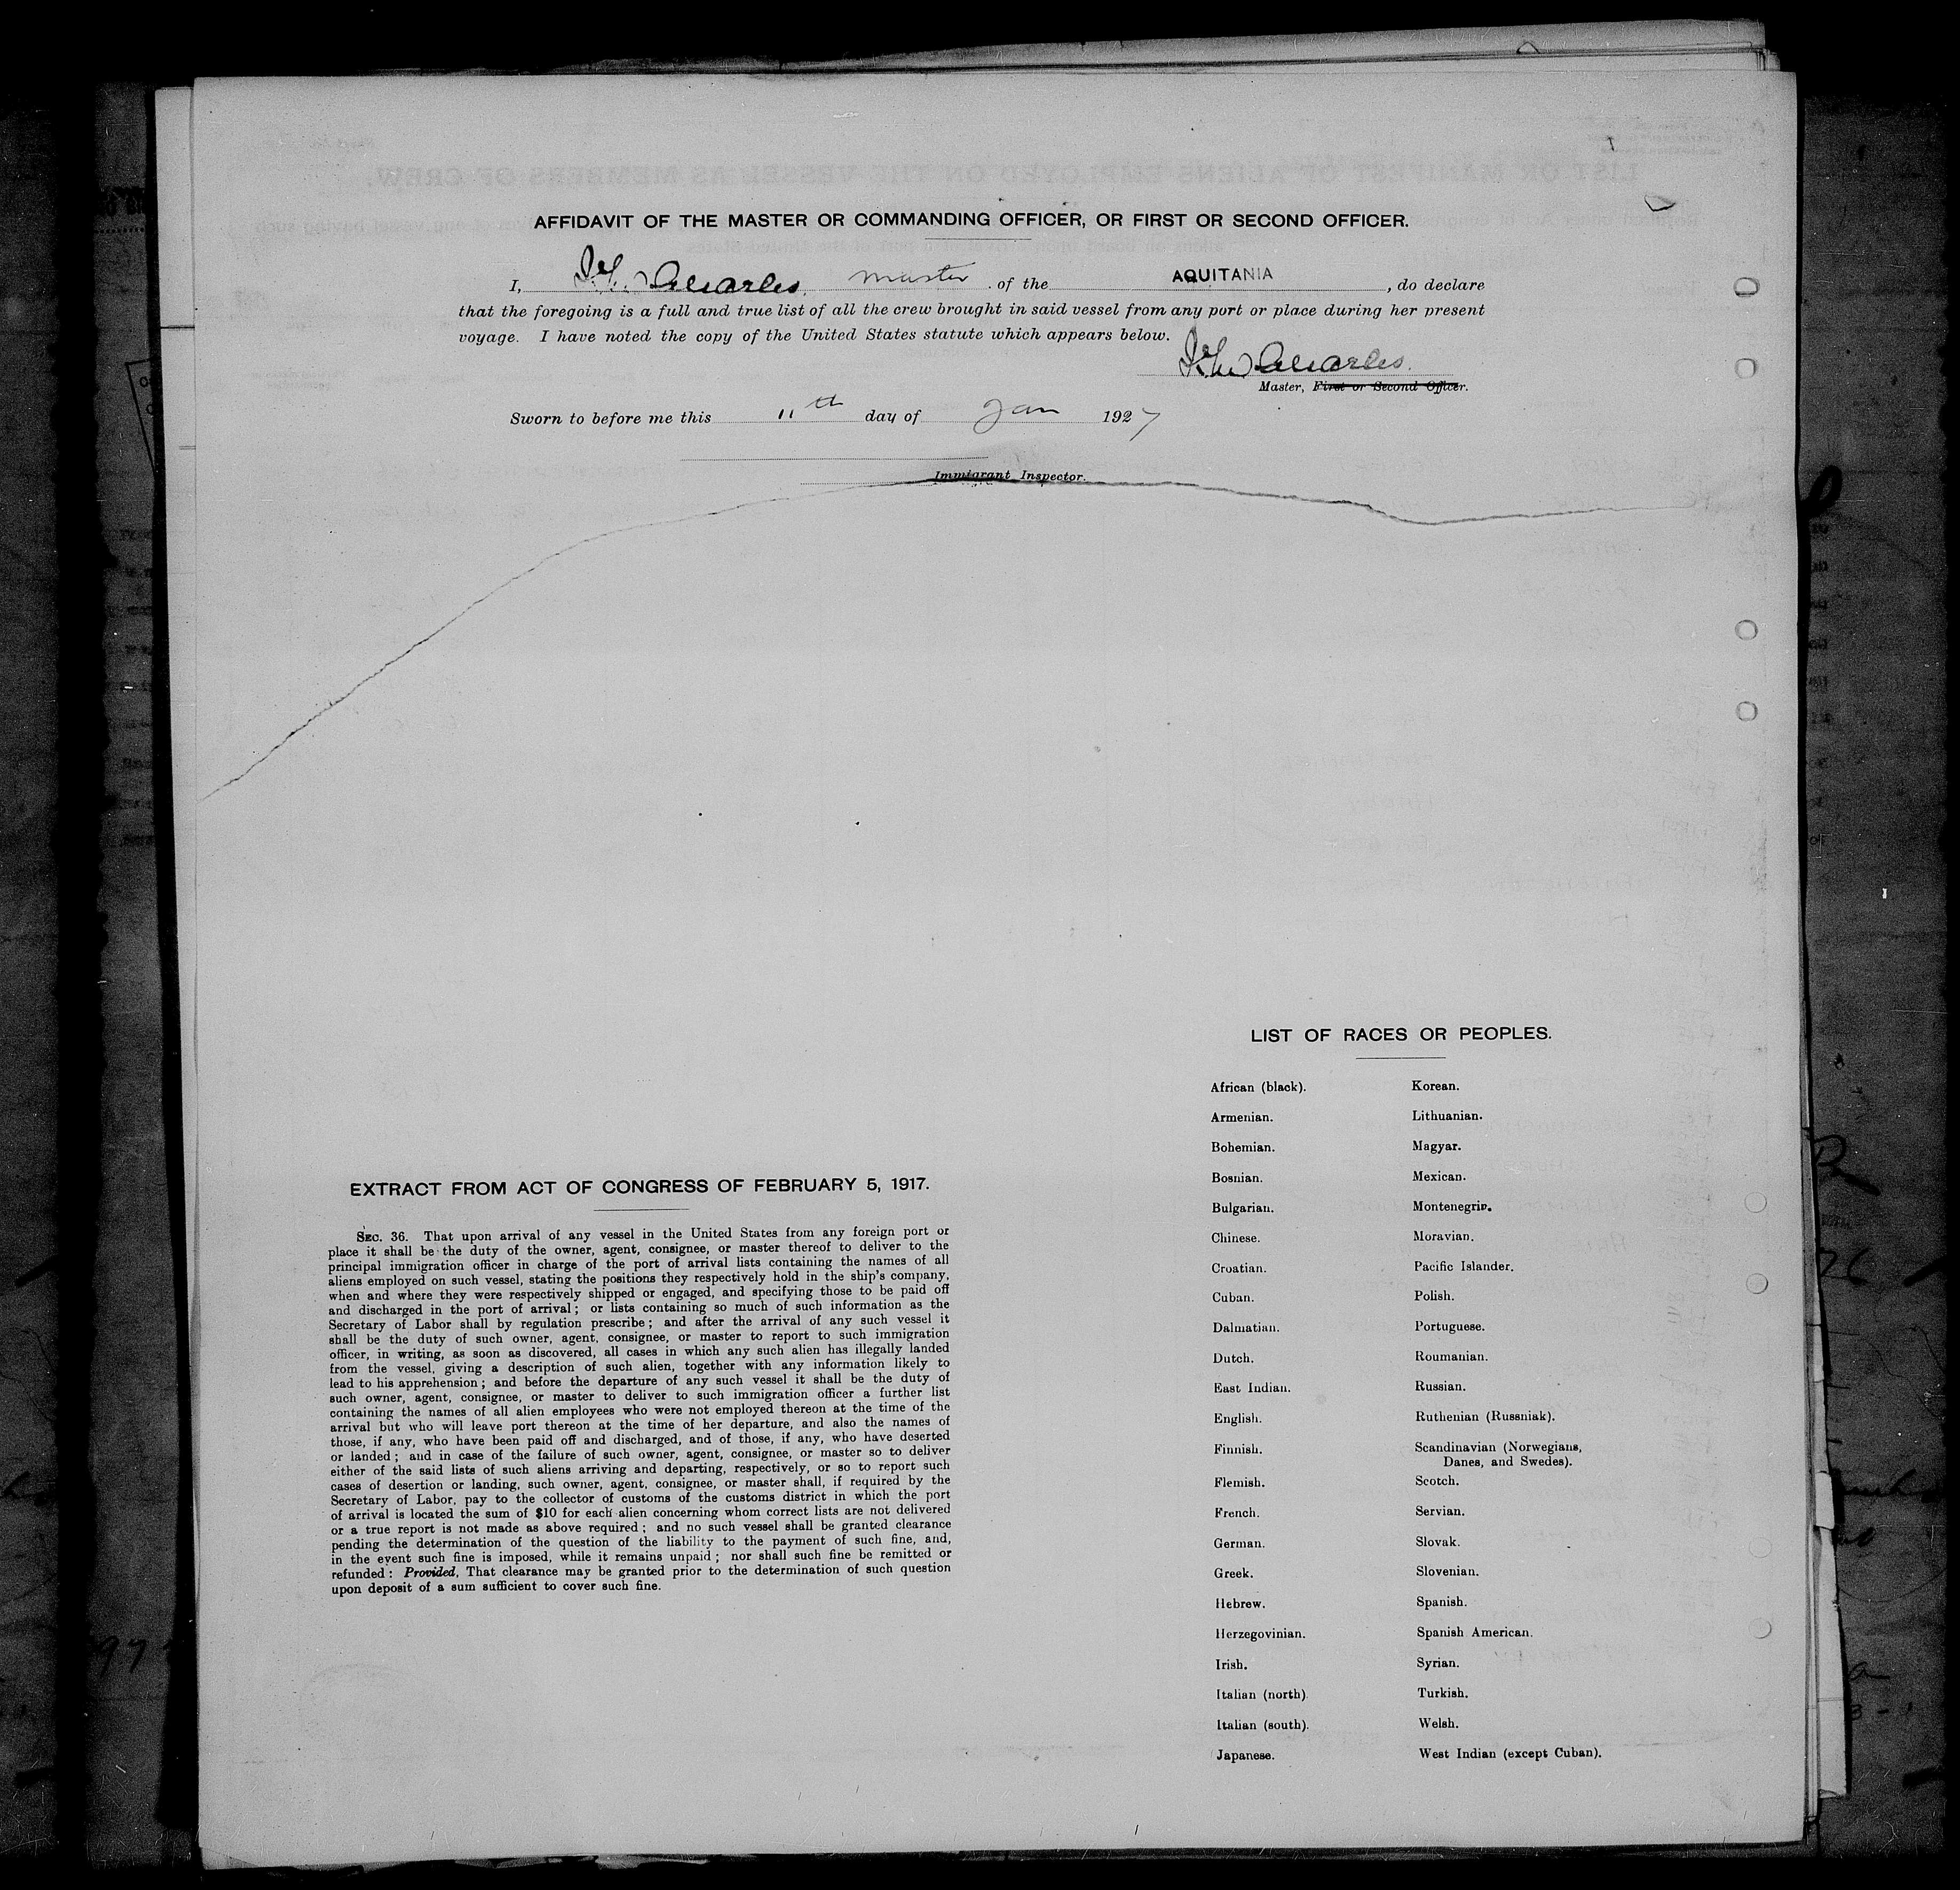 AFFIDAVIT OF THE MASTER OR COMMANDING OFFICER, OR FIRST OR SECOND OFFICER.
I, Charles, master of the AQUITANIA, do declare
that the foregoing is a full and true list of all the crew brought in said vessel from any port or place during her present
voyage. I have noted the copy of the United States statute which appears below.
Charles.
Master, First or Second Officer.
Sworn to before me this 11th day of Jan 1927
Immigrant Inspector.
LIST OF RACES OR PEOPLES.
African (black). Korean.
Armenian. Lithuanian.
Bohemian. Magyar.
Bosnian. Mexican.
Bulgarian. Montenegrin.
Chinese. Moravian.
Croatian. Pacific Islander.
Cuban. Polish.
Dalmatian. Portuguese.
Dutch. Roumanian.
East Indian. Russian.
English. Ruthenian (Russniak).
Finnish. Scandinavian (Norwegians,
Danes, and Swedes).
Flemish. Scotch.
French. Servian.
German. Slovak.
Greek. Slovenian.
Hebrew. Spanish.
Herzegovinian. Spanish American.
Irish. Syrian.
Italian (north). Turkish.
Italian (south). Welsh.
Japanese. West Indian (except Cuban).
EXTRACT FROM ACT OF CONGRESS OF FEBRUARY 5, 1917.
SEC. 36. That upon arrival of any vessel in the United States from any foreign port or
place it shall be the duty of the owner, agent, consignee, or master thereof to deliver to the
principal immigration officer in charge of the port of arrival lists containing the names of all
aliens employed on such vessel, stating the positions they respectively hold in the ship's company,
when and where they were respectively shipped or engaged, and specifying those to be paid off
and discharged in the port of arrival; or lists containing so much of such information as the
Secretary of Labor shall by regulation prescribe; and after the arrival of any such vessel it
shall be the duty of such owner, agent, consignee, or master to report to such immigration
officer, in writing, as soon as discovered, all cases in which any such alien has illegally landed
from the vessel, giving a description of such alien, together with any information likely to
lead to his apprehension; and before the departure of any such vessel it shall be the duty of
such owner, agent, consignee, or master to deliver to such immigration officer a further list
containing the names of all alien employees who were not employed thereon at the time of the
arrival but who will leave port thereon at the time of her departure, and also the names of
those, if any, who have been paid off and discharged, and of those, if any, who have deserted
or landed; and in case of the failure of such owner, agent, consignee, or master so to deliver
either of the said lists of such aliens arriving and departing, respectively, or so to report such
cases of desertion or landing, such owner, agent, consignee, or master shall, if required by the
Secretary of Labor, pay to the collector of customs of the customs district in which the port
of arrival is located the sum of $10 for each alien concerning whom correct lists are not delivered
or a true report is not made as above required; and no such vessel shall be granted clearance
pending the determination of the question of the liability to the payment of such fine, and,
in the event such fine is imposed, while it remains unpaid; nor shall such fine be remitted or
refunded: Provided, That clearance may be granted prior to the determination of such question
upon deposit of a sum sufficient to cover such fine.